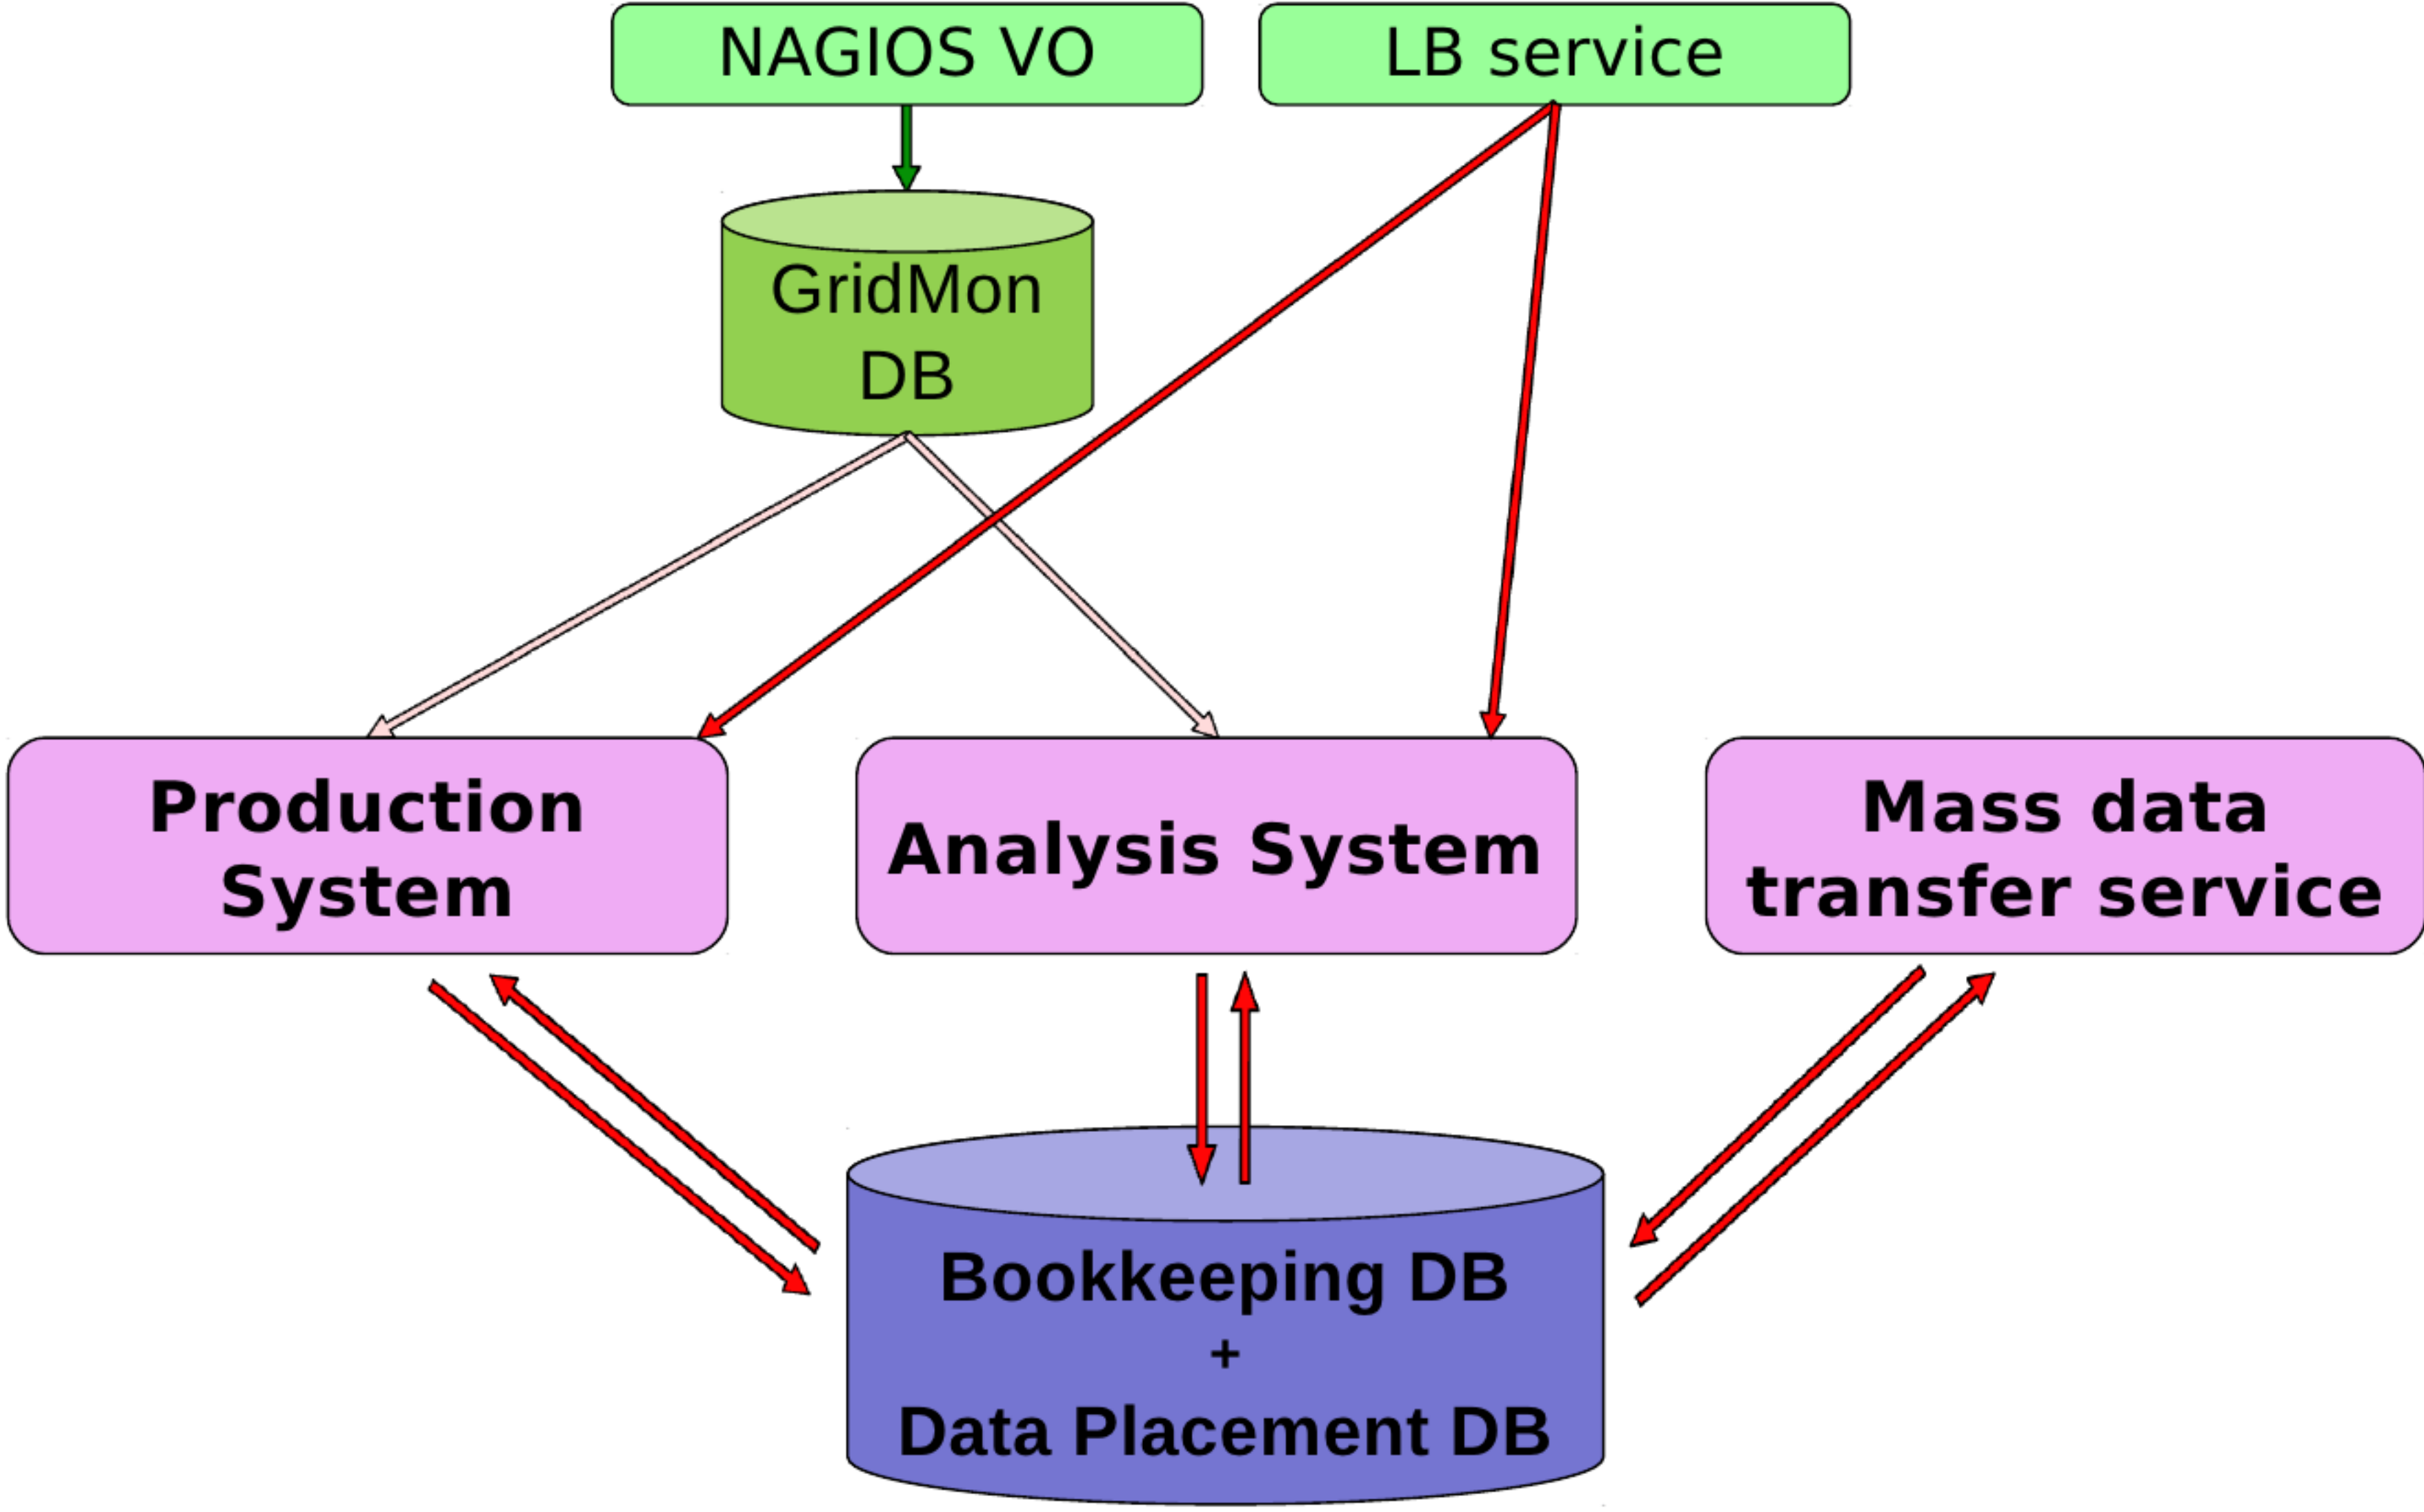 NAGIOS VO
LB service
GridMon
DB
Production
System
Analysis System
Mass data
transfer service
Bookkeeping DB
+
Data Placement DB